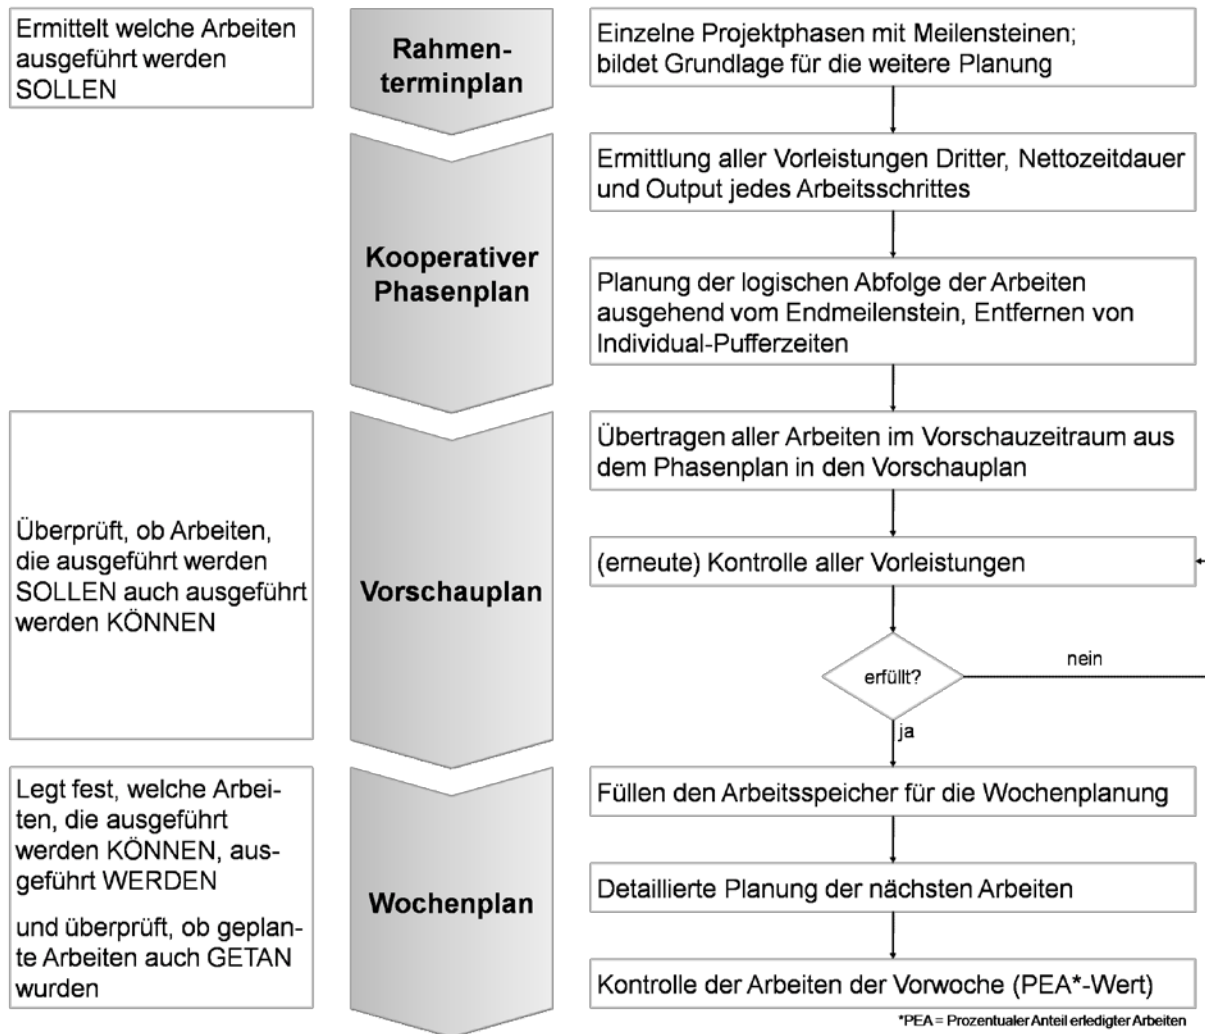 Ermittelt welche Arbeiten
ausgeführt werden
SOLLEN
Rahmen-
terminplan
Einzelne Projektphasen mit Meilensteinen;
bildet Grundlage für die weitere Planung
Kooperativer
Phasenplan
Ermittlung aller Vorleistungen Dritter, Nettozeitdauer
und Output jedes Arbeitsschrittes
Planung der logischen Abfolge der Arbeiten
ausgehend vom Endmeilenstein, Entfernen von
Individual-Pufferzeiten
Überprüft, ob Arbeiten,
die ausgeführt werden
SOLLEN auch ausgeführt
werden KÖNNEN
Vorschauplan
Übertragen aller Arbeiten im Vorschauzeitraum aus
dem Phasenplan in den Vorschauplan
(erneute) Kontrolle aller Vorleistungen
erfüllt?
nein
ja
Legt fest, welche Arbei-
ten, die ausgeführt
werden KÖNNEN, aus-
geführt WERDEN
und überprüft, ob geplan-
te Arbeiten auch GETAN
wurden
Wochenplan
Füllen den Arbeitsspeicher für die Wochenplanung
Detaillierte Planung der nächsten Arbeiten
Kontrolle der Arbeiten der Vorwoche (PEA*-Wert)
*PEA = Prozentualer Anteil erledigter Arbeiten